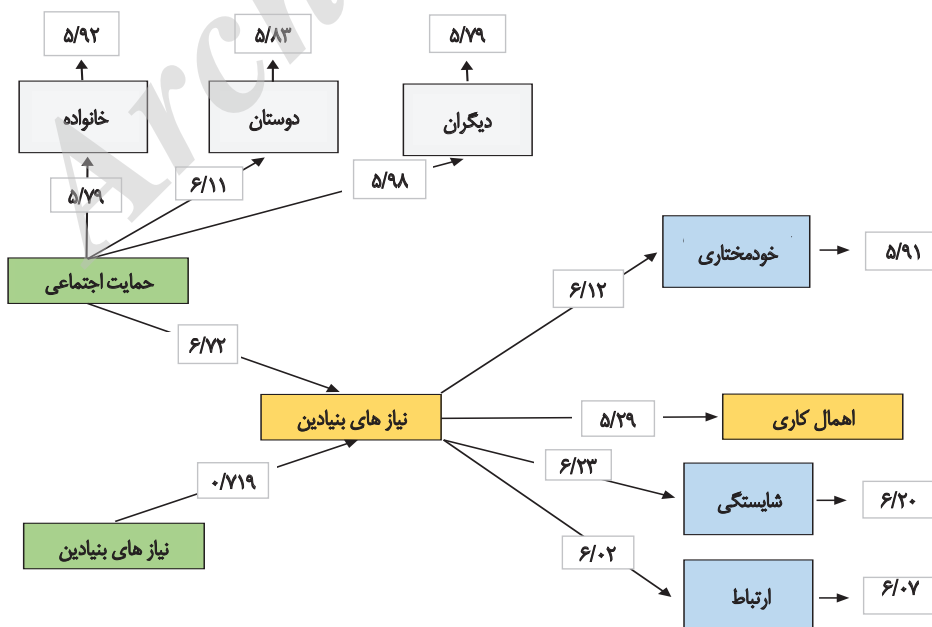 ۵/۹۲
۵/۸۳
۵/۷۹
خانواده
دوستان
دیگران
۵/۷۹
۶/۱۱
۵/۹۸
حمایت اجتماعی
خودمختاری
۵/۹۱
۶/۱۲
۶/۷۲
نیاز های بنیادین
۵/۲۹
اهمال کاری
۶/۲۳
۰/۷۱۹
شایستگی
۶/۲۰
نیاز های بنیادین
۶/۰۲
ارتباط
۶/۰۷
Arch